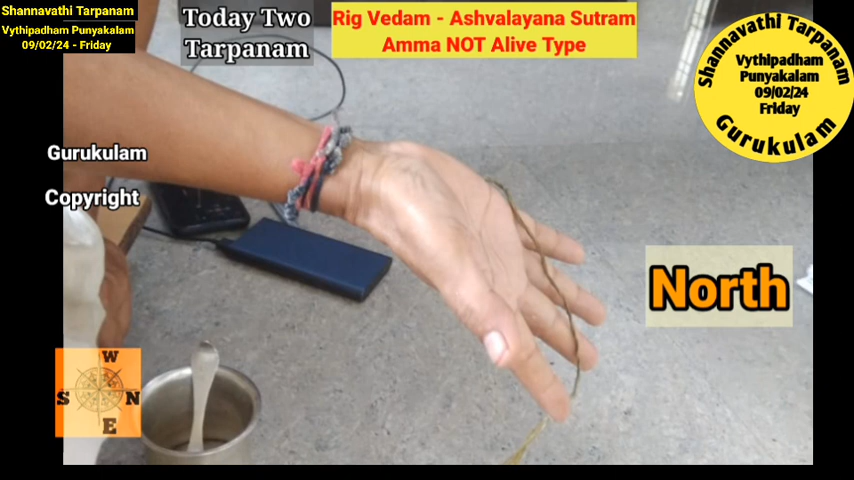 Shannavathi Tarpanam
Vythipadham Punyakalam
09/02/24 - Friday
Today Two
Tarpanam
Rig Vedam - Ashvalayana Sutram
Amma NOT Alive Type
Shannavathi Tarpanam
Vythipadham
Punyakalam
09/02/24
Friday
Gurukulam
Gurukulam
Copyright
North
W
S N
E